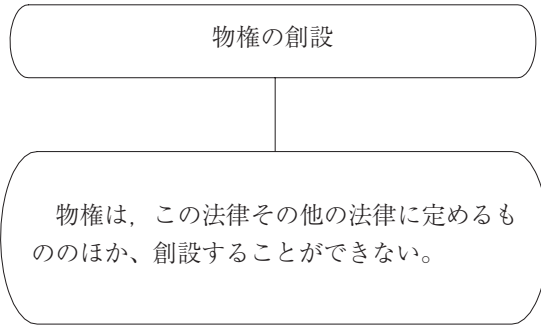 物権の創設
　物権は，この法律その他の法律に定めるも
ののほか、創設することができない。